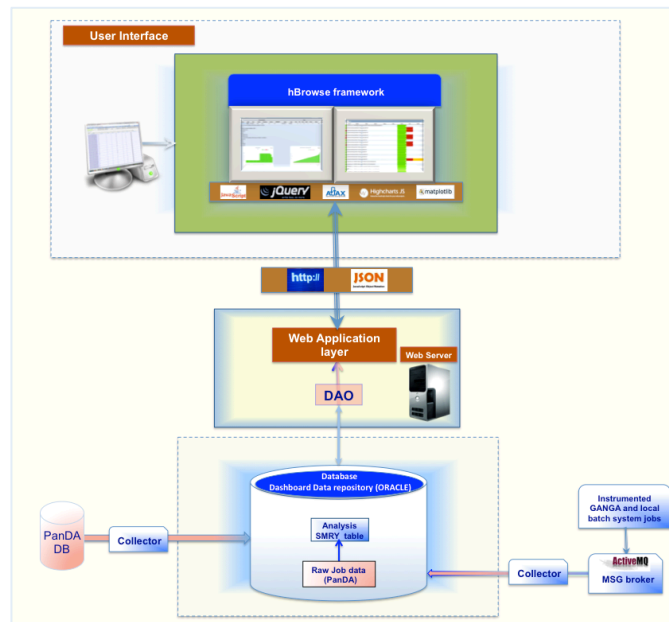 User Interface
hBrowse framework
jQuery
AJAX
Highcharts JS
matplotlib
http://
JSON
Web Application
layer
Web Server
DAO
Database
Dashboard Data repository (ORACLE)
Analysis
SMRY_table
Raw Job data
(PanDA)
PanDA
DB
Collector
Instrumented
GANGA and local
batch system jobs
ActiveMQ
MSG broker
Collector